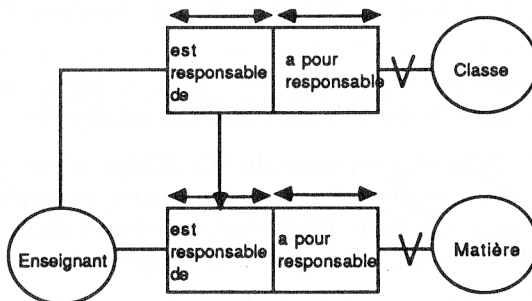 est
responsable
de
a pour
responsable
Classe
est
responsable
de
a pour
responsable
Enseignant
Matière